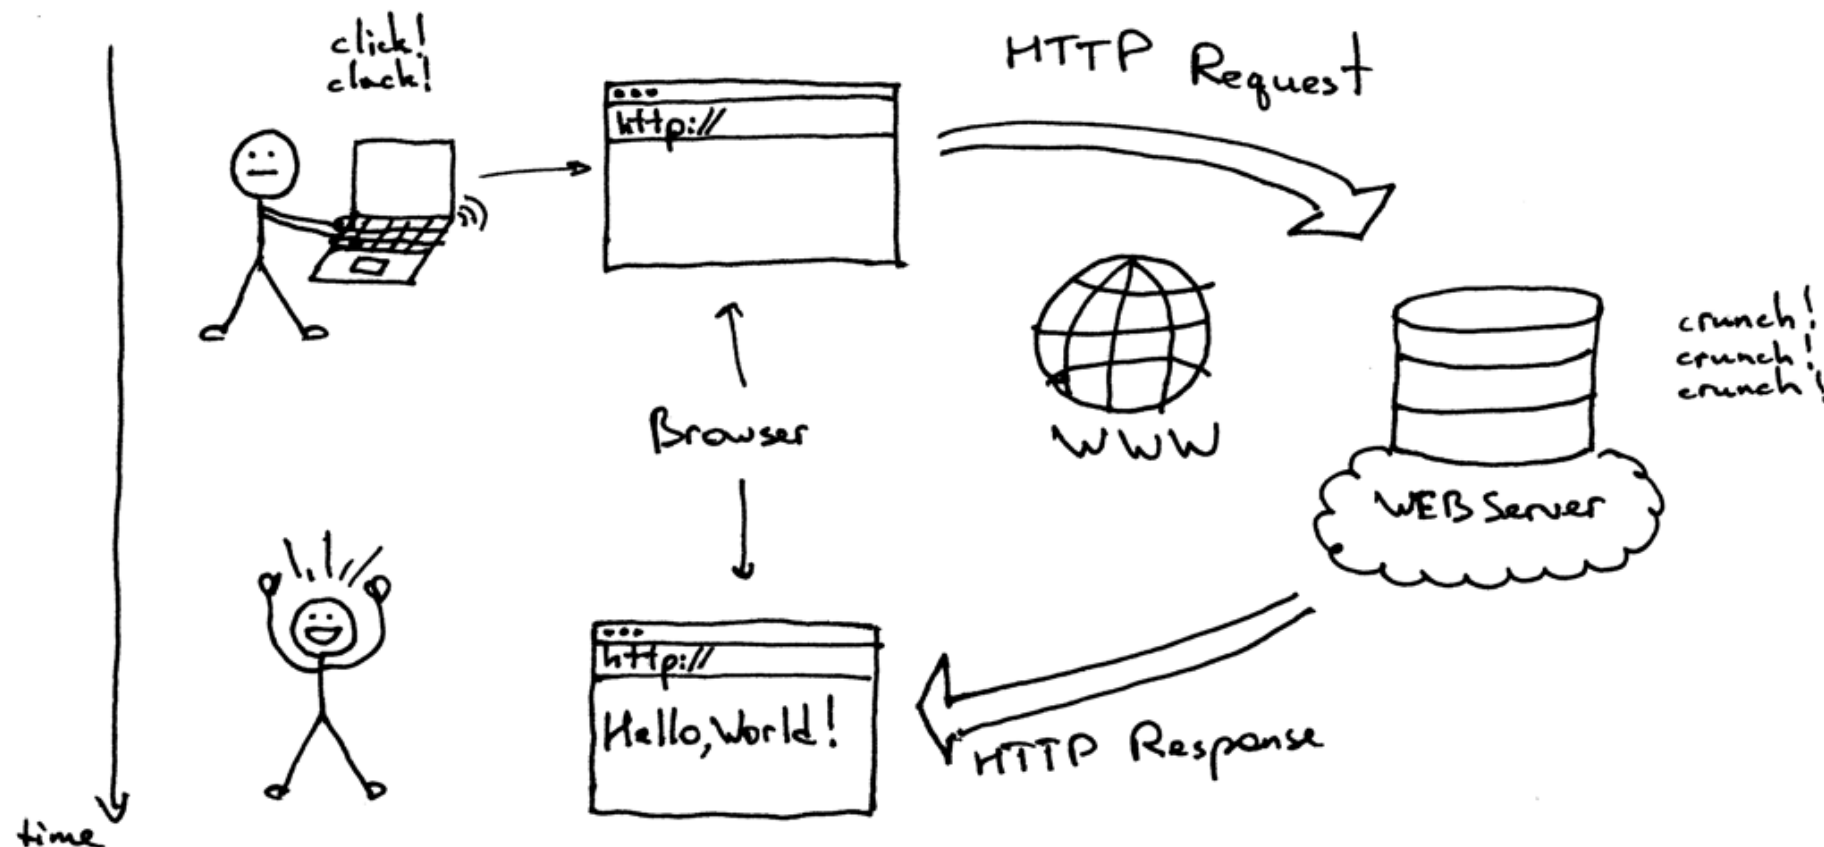 click!
clack!
HTTP Request
http://
crunch!
crunch!
crunch!
Browser
WWW
WEB Server
http://
Hello, World!
HTTP Response
time